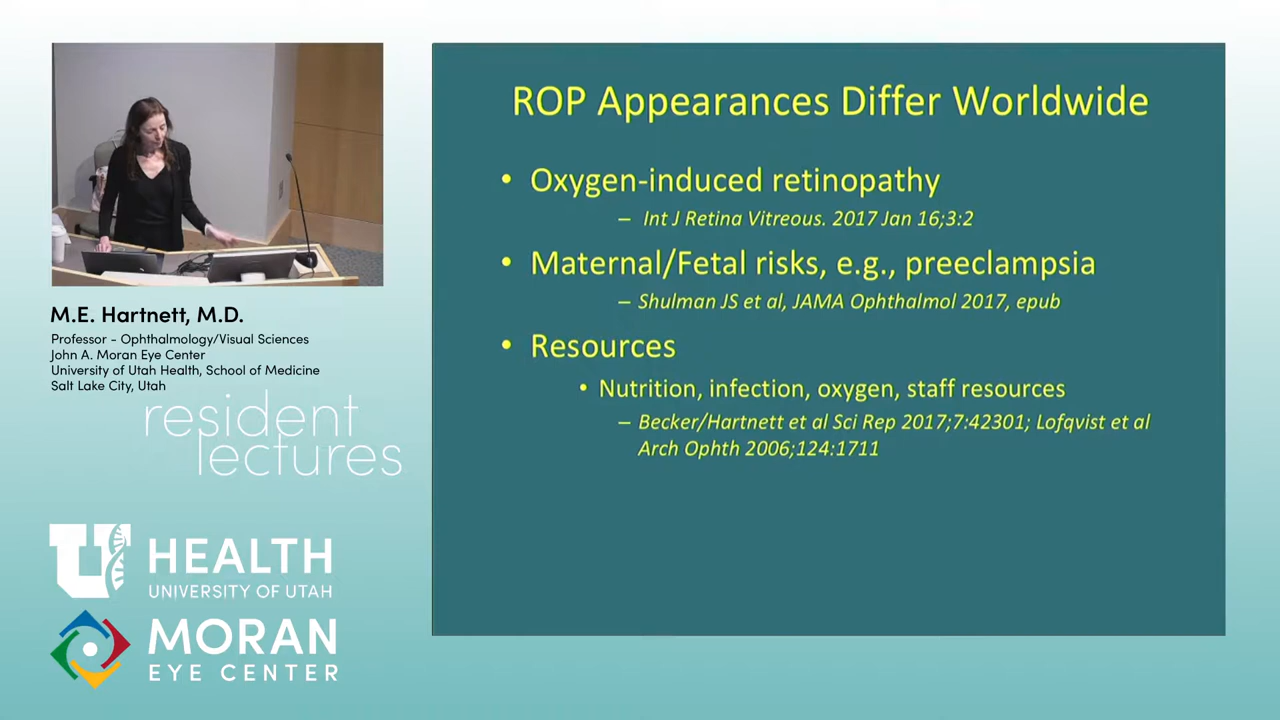 ROP Appearances Differ Worldwide
• Oxygen-induced retinopathy
– Int J Retina Vitreous. 2017 Jan 16;3:2
• Maternal/Fetal risks, e.g., preeclampsia
– Shulman JS et al, JAMA Ophthalmol 2017, epub
• Resources
• Nutrition, infection, oxygen, staff resources
– Becker/Hartnett et al Sci Rep 2017;7:42301; Lofqvist et al
Arch Ophth 2006;124:1711
M.E. Hartnett, M.D.
Professor - Ophthalmology/Visual Sciences
John A. Moran Eye Center
University of Utah Health, School of Medicine
Salt Lake City, Utah
resident
lectures
U HEALTH
UNIVERSITY OF UTAH
MORAN
EYE CENTER